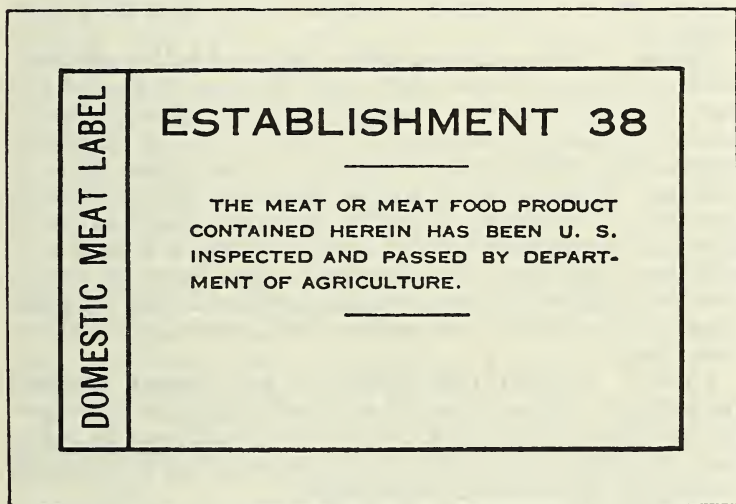 DOMESTIC MEAT LABEL
ESTABLISHMENT 38
THE MEAT OR MEAT FOOD PRODUCT
CONTAINED HEREIN HAS BEEN U. S.
INSPECTED AND PASSED BY DEPART-
MENT OF AGRICULTURE.